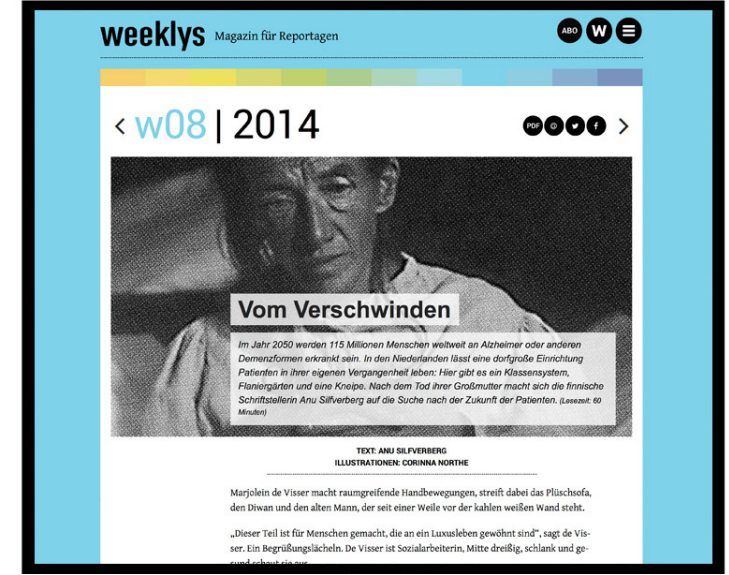 weeklys Magazin für Reportagen
ABO W
w08 | 2014
PDF @ f
Vom Verschwinden
Im Jahr 2050 werden 115 Millionen Menschen weltweit an Alzheimer oder anderen
Demenzformen erkrankt sein. In den Niederlanden lässt eine dorfgroße Einrichtung
Patienten in ihrer eigenen Vergangenheit leben: Hier gibt es ein Klassensystem,
Flaniergärten und eine Kneipe. Nach dem Tod ihrer Großmutter macht sich die finnische
Schriftstellerin Anu Silfverberg auf die Suche nach der Zukunft der Patienten. (Lesezeit: 60
Minuten)
TEXT: ANU SILFVERBERG
ILLUSTRATIONEN: CORINNA NORTHE
Marjolein de Visser macht raumgreifende Handbewegungen, streift dabei das Plüschsofa,
den Diwan und den alten Mann, der seit einer Weile vor der kahlen weißen Wand steht.
„Dieser Teil ist für Menschen gemacht, die an ein Luxusleben gewöhnt sind“, sagt de Vis-
ser. Ein Begrüßungslächeln. De Visser ist Sozialarbeiterin, Mitte dreißig, schlank und ge-
sund schaut sie aus.